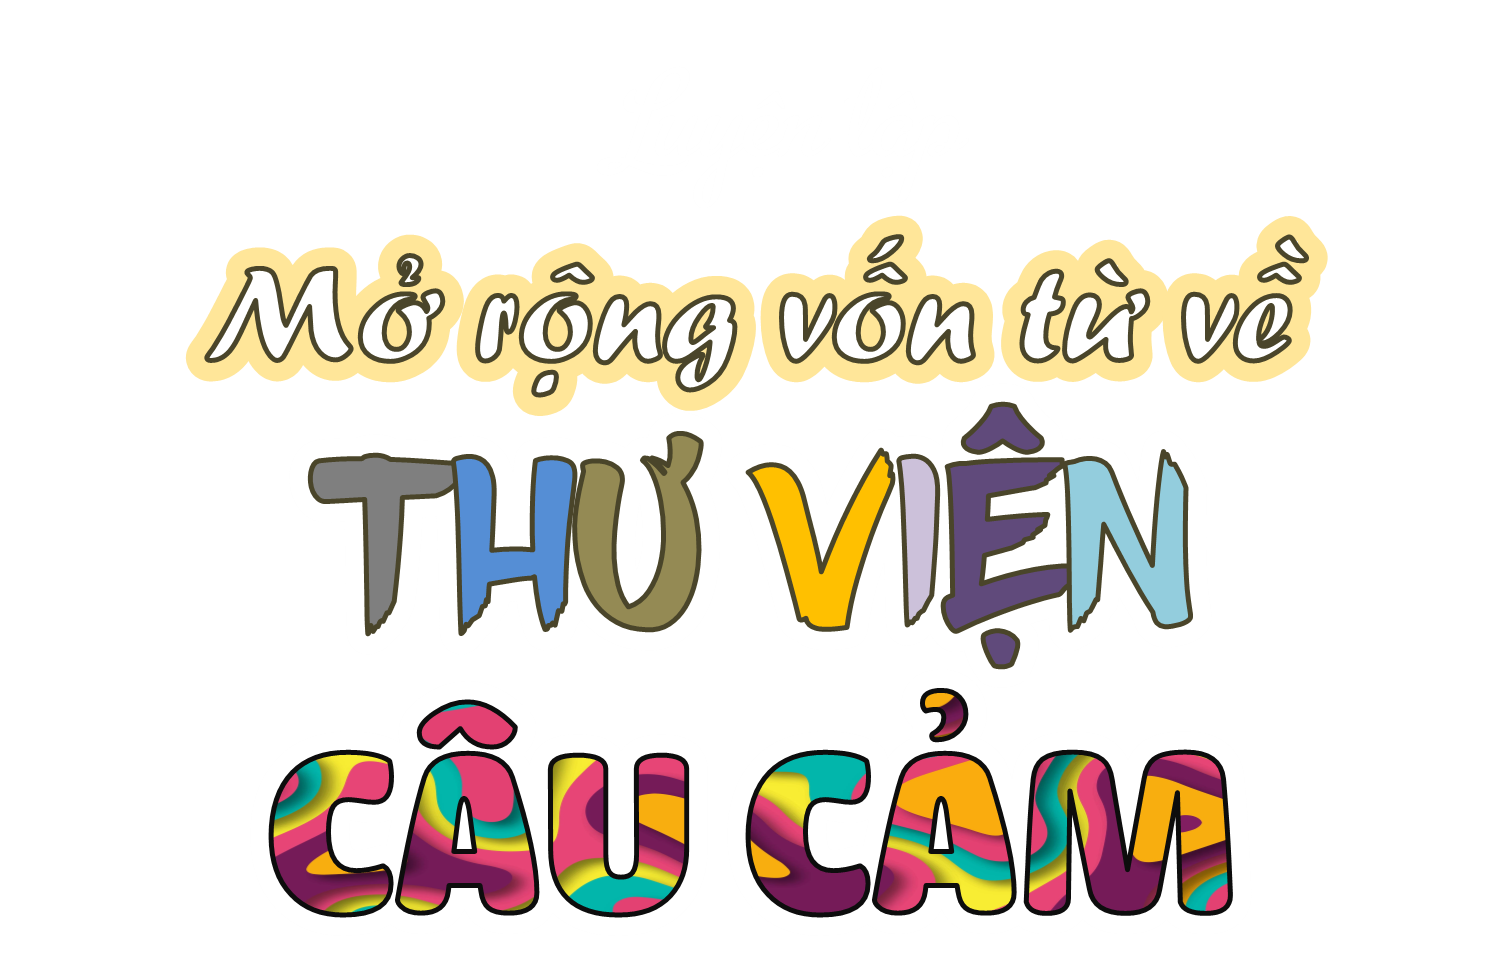 Mở rộng vốn từ về
THƯ VIỆN
CÂU CẢM